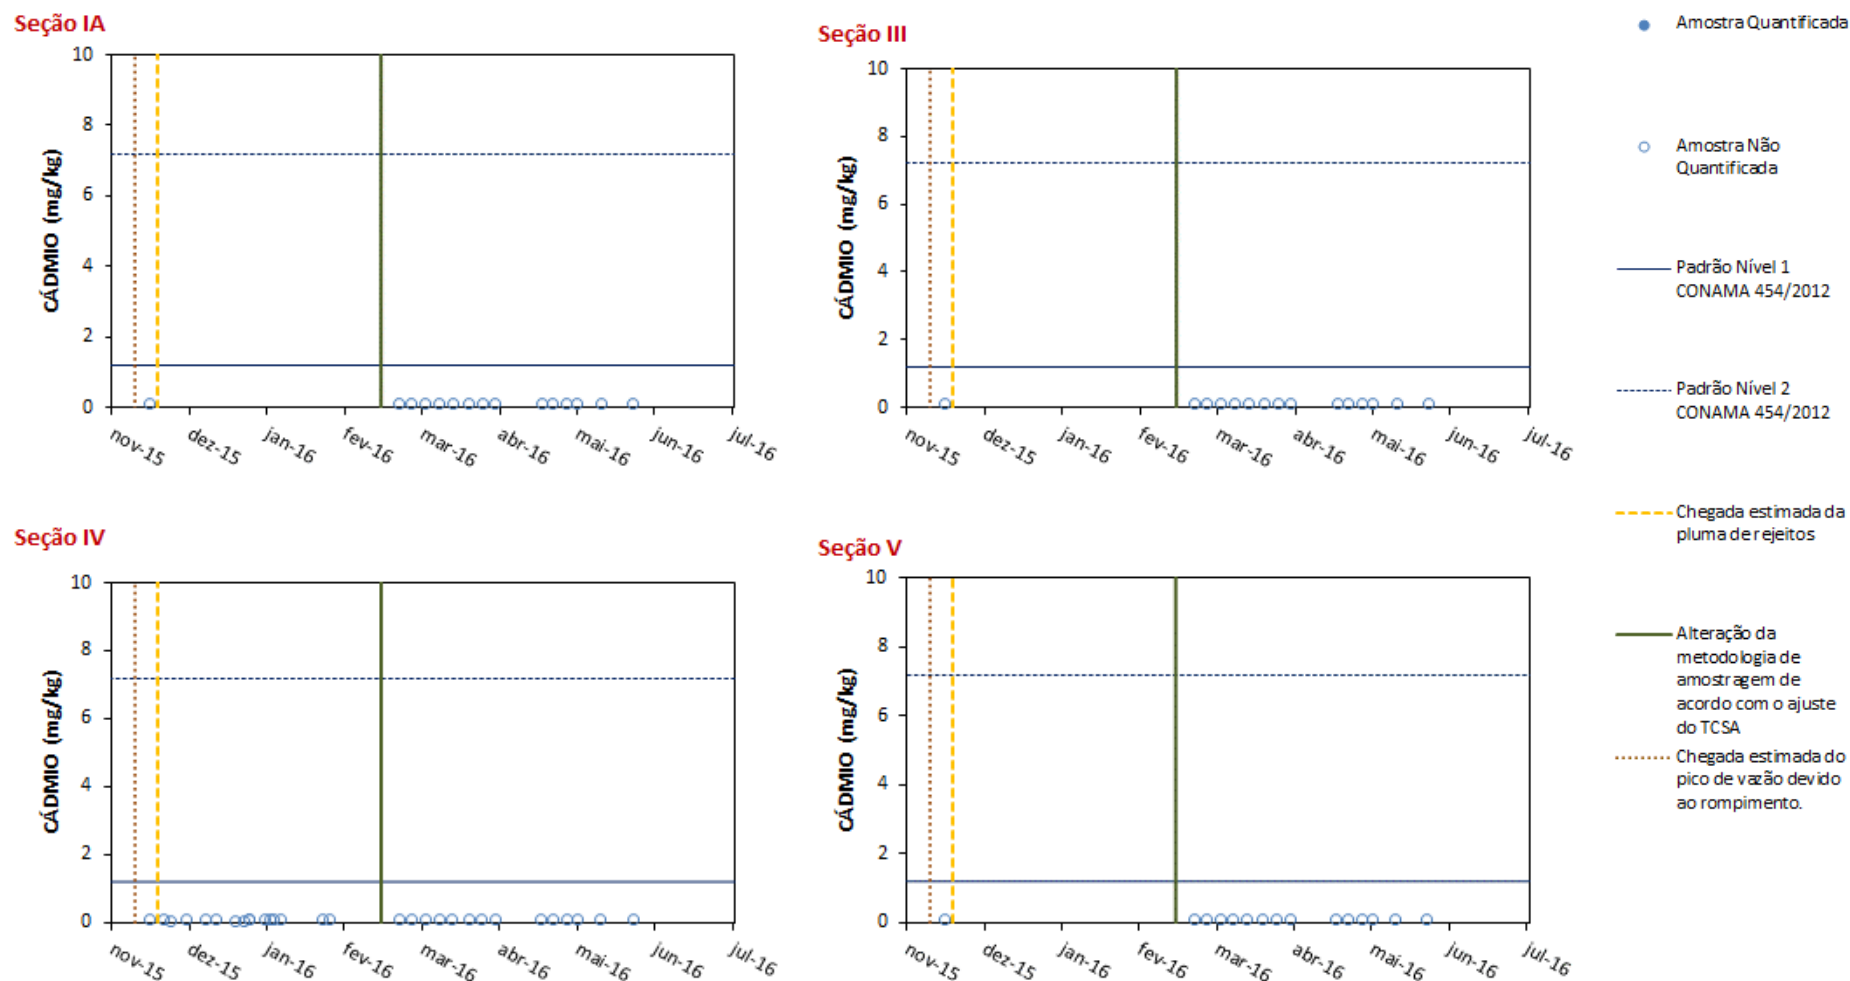 Seção IA
CÁDMIO (mg/kg)
10
8
6
4
2
0
nov-15
dez-15
jan-16
fev-16
mar-16
abr-16
mai-16
jun-16
jul-16
Seção III
CÁDMIO (mg/kg)
10
8
6
4
2
0
nov-15
dez-15
jan-16
fev-16
mar-16
abr-16
mai-16
jun-16
jul-16
Seção IV
CÁDMIO (mg/kg)
10
8
6
4
2
0
nov-15
dez-15
jan-16
fev-16
mar-16
abr-16
mai-16
jun-16
jul-16
Seção V
CÁDMIO (mg/kg)
10
8
6
4
2
0
nov-15
dez-15
jan-16
fev-16
mar-16
abr-16
mai-16
jun-16
jul-16
Amostra Quantificada
Amostra Não
Quantificada
Padrão Nível 1
CONAMA 454/2012
Padrão Nível 2
CONAMA 454/2012
Chegada estimada da
pluma de rejeitos
Alteração da
metodologia de
amostragem de
acordo com o ajuste
do TCSA
Chegada estimada do
pico de vazão devido
ao rompimento.